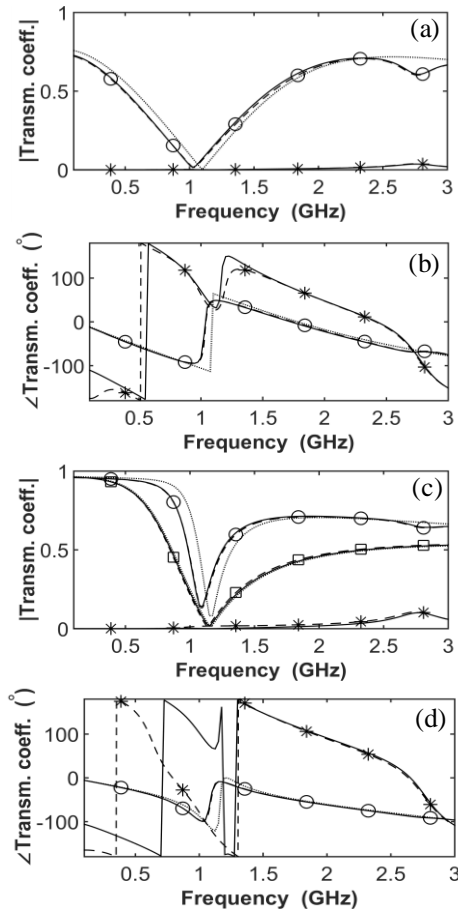 (a)
|Transm. coeff.|
1
0.5
0
0.5 1 1.5 2 2.5 3
Frequency (GHz)
(b)
∠Transm. coeff. (°)
100
0
-100
0.5 1 1.5 2 2.5 3
Frequency (GHz)
(c)
|Transm. coeff.|
1
0.5
0
0 0.5 1 1.5 2 2.5 3
Frequency (GHz)
(d)
∠Transm. coeff. (°)
100
0
-100
0.5 1 1.5 2 2.5 3
Frequency (GHz)